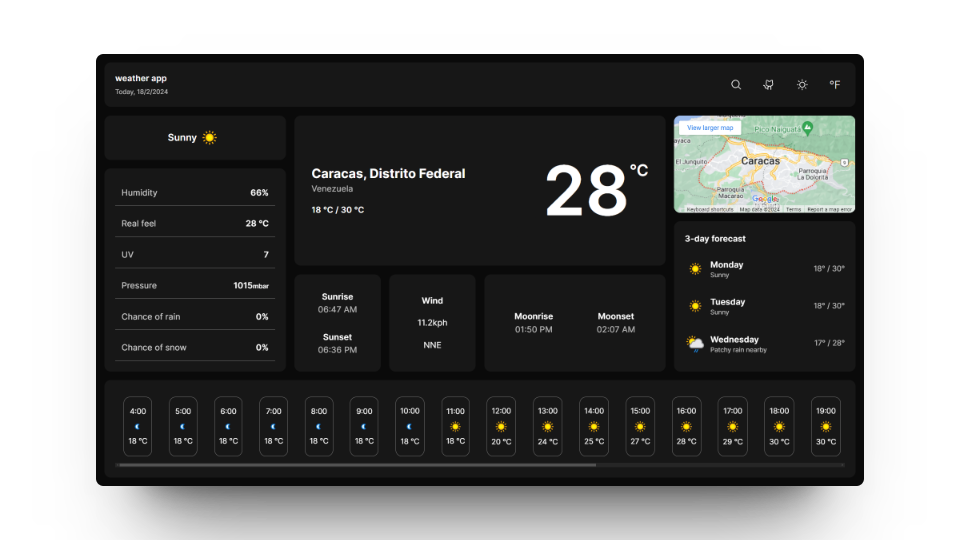 weather app
Today, 18/2/2024
°F
Sunny
Humidity 66%
Real feel 28 °C
UV 7
Pressure 1015mbar
Chance of rain 0%
Chance of snow 0%
Caracas, Distrito Federal
Venezuela
18 °C / 30 °C
28 °C
Sunrise
06:47 AM
Sunset
06:36 PM
Wind
11.2kph
NNE
Moonrise
01:50 PM
Moonset
02:07 AM
View larger map
Pico Naiguatá
El Junquito
Caracas
Parroquia
La Dolorita
Parroquia
Macarao
Google
Keyboard shortcuts Map data ©2024 Terms Report a map error
3-day forecast
Monday
Sunny
18° / 30°
Tuesday
Sunny
18° / 30°
Wednesday
Patchy rain nearby
17° / 28°
4:00 5:00 6:00 7:00 8:00 9:00 10:00 11:00 12:00 13:00 14:00 15:00 16:00 17:00 18:00 19:00
18 °C 18 °C 18 °C 18 °C 18 °C 18 °C 18 °C 18 °C 20 °C 24 °C 25 °C 27 °C 28 °C 29 °C 30 °C 30 °C